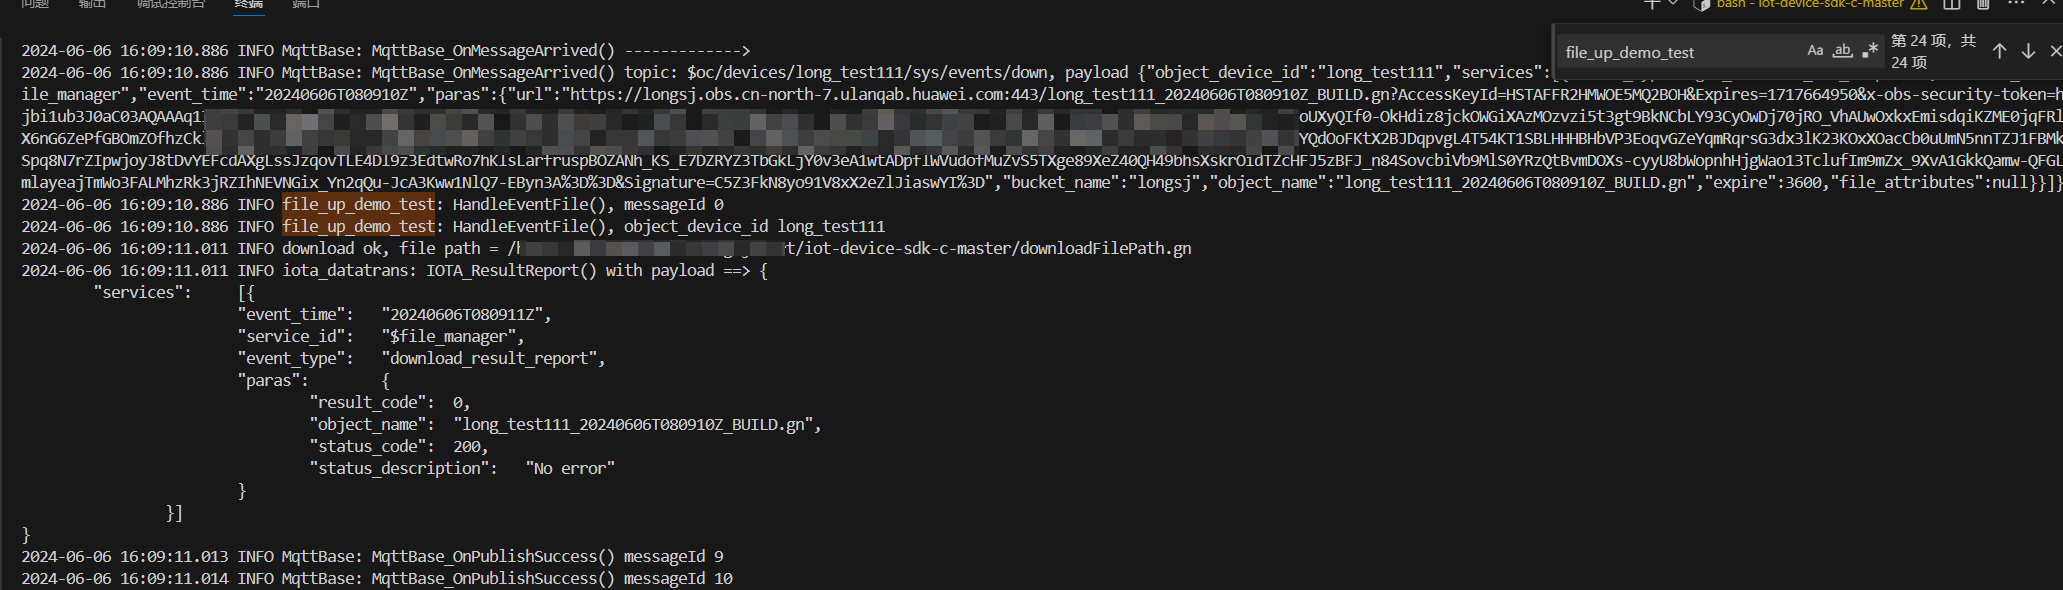 问题 输出 调试控制台 终端 端口
bash - iot-device-sdk-c-master
file_up_demo_test Aa ab 第 24 项，共 24 项
2024-06-06 16:09:10.886 INFO MqttBase: MqttBase_OnMessageArrived() ------------->
2024-06-06 16:09:10.886 INFO MqttBase: MqttBase_OnMessageArrived() topic: $oc/devices/long_test111/sys/events/down, payload {"object_device_id":"long_test111","services":
ile_manager","event_time":"20240606T080910Z","paras":{"url":"https://longsj.obs.cn-north-7.ulanqab.huawei.com:443/long_test111_20240606T080910Z_BUILD.gn?AccessKeyId=HSTAFFR2HMWOE5MQ2BOH&Expires=1717664950&x-obs-security-token=h
jbi1ub3J0aC03AQAAAq1 oUXyQIf0-OkHdiz8jckOWGiXAzMOzvzi5t3gt9BkNCbLY93CyOwDj70jRO_VhAUwOxkxEmisdqiKZME0jqFRl
X6nG6ZePfGBOmZOfhzCk YQdOoFKtX2BJDqpvgL4T54KT1SBLHHHBHbVP3EoqvGZeYqmRqrsG3dx3lK23KOxXOacCb0uUmN5nnTZJ1FBMk
Spq8N7rZIpwjoyJ8tDvYEFcdAXgLssJzqovTLE4Dl9z3EdtwRo7hKlsLarfruspBOZANh_KS_E7DZRYZ3TbGkLjY0v3eA1wtADpflWVudofMuZvS5TXge89XeZ40QH49bhsXskrOidTZcHFJ5zBFJ_n84SovcbiVb9MlS0YRzQtBvmDOXs-cyyU8bWopnhHjgWao13TclufIm9mZx_9XvA1GkkQamw-QFGL
mlayeajTmWo3FALMhzRk3jRZIhNEVNGix_Yn2qQu-JcA3Kww1NlQ7-EByn3A%3D%3D&Signature=C5Z3FkN8yo91V8xX2eZlJiaswYI%3D","bucket_name":"longsj","object_name":"long_test111_20240606T080910Z_BUILD.gn","expire":3600,"file_attributes":null}}]}
2024-06-06 16:09:10.886 INFO file_up_demo_test: HandleEventFile(), messageId 0
2024-06-06 16:09:10.886 INFO file_up_demo_test: HandleEventFile(), object_device_id long_test111
2024-06-06 16:09:11.011 INFO download ok, file path = / t/iot-device-sdk-c-master/downloadFilePath.gn
2024-06-06 16:09:11.011 INFO iota_datatrans: IOTA_ResultReport() with payload ==> {
"services": [{
"event_time": "20240606T080911Z",
"service_id": "$file_manager",
"event_type": "download_result_report",
"paras": {
"result_code": 0,
"object_name": "long_test111_20240606T080910Z_BUILD.gn",
"status_code": 200,
"status_description": "No error"
}
}]
}
2024-06-06 16:09:11.013 INFO MqttBase: MqttBase_OnPublishSuccess() messageId 9
2024-06-06 16:09:11.014 INFO MqttBase: MqttBase_OnPublishSuccess() messageId 10